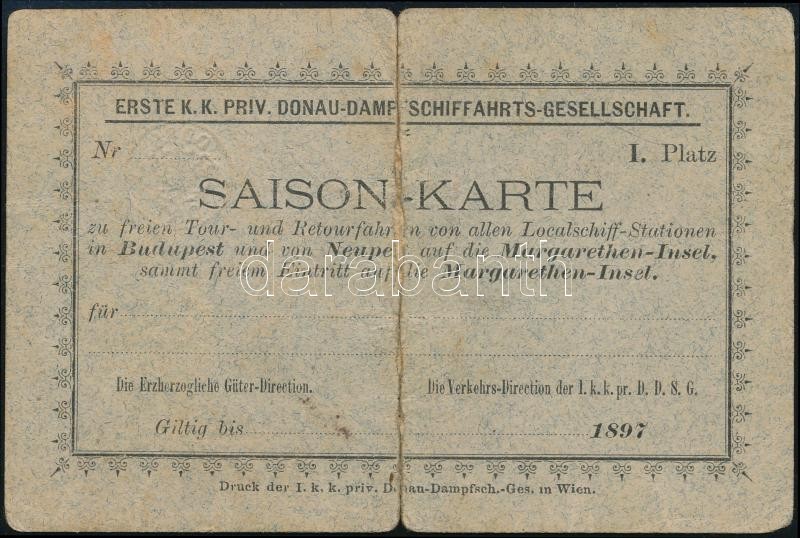 ERSTE K. K. PRIV. DONAU-DAMPFSCHIFFAHRTS-GESELLSCHAFT.
Nr I. Platz
SAISON-KARTE
zu freien Tour- und Retourfahrten von allen Localschiff-Stationen
in Budapest und von Neupest auf die Margarethen-Insel,
sammt freiem Eintritt auf die Margarethen-Insel.
darabanth
für
Die Erzherzogliche Güter-Direction. Die Verkehrs-Direction der I. k. k. pr. D. D. S. G.
Giltig bis 1897
Druck der I. k. k. priv. Donau-Dampfsch.-Ges. in Wien.